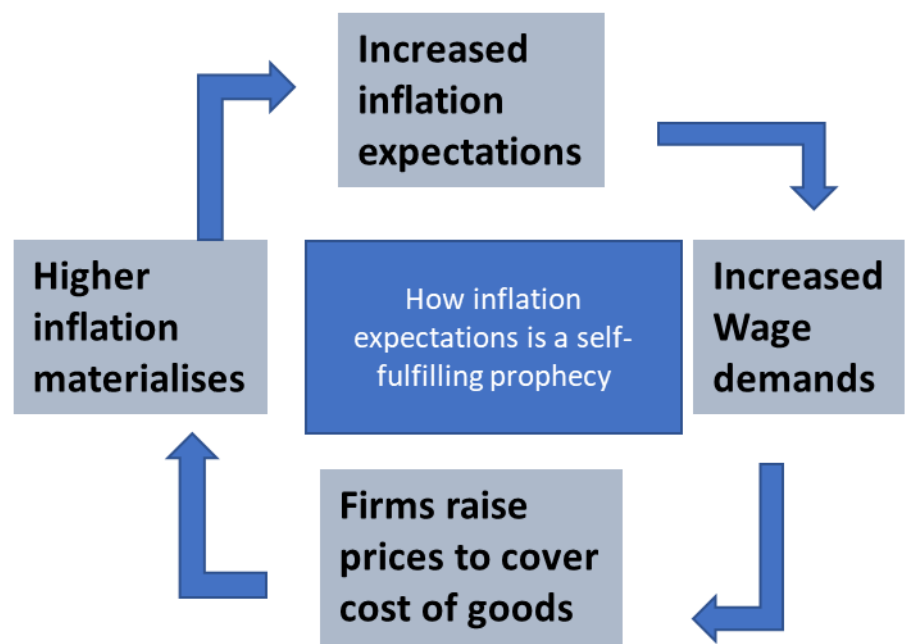 Increased
inflation
expectations
Higher
inflation
materialises
How inflation
expectations is a self-
fulfilling prophecy
Increased
Wage
demands
Firms raise
prices to cover
cost of goods